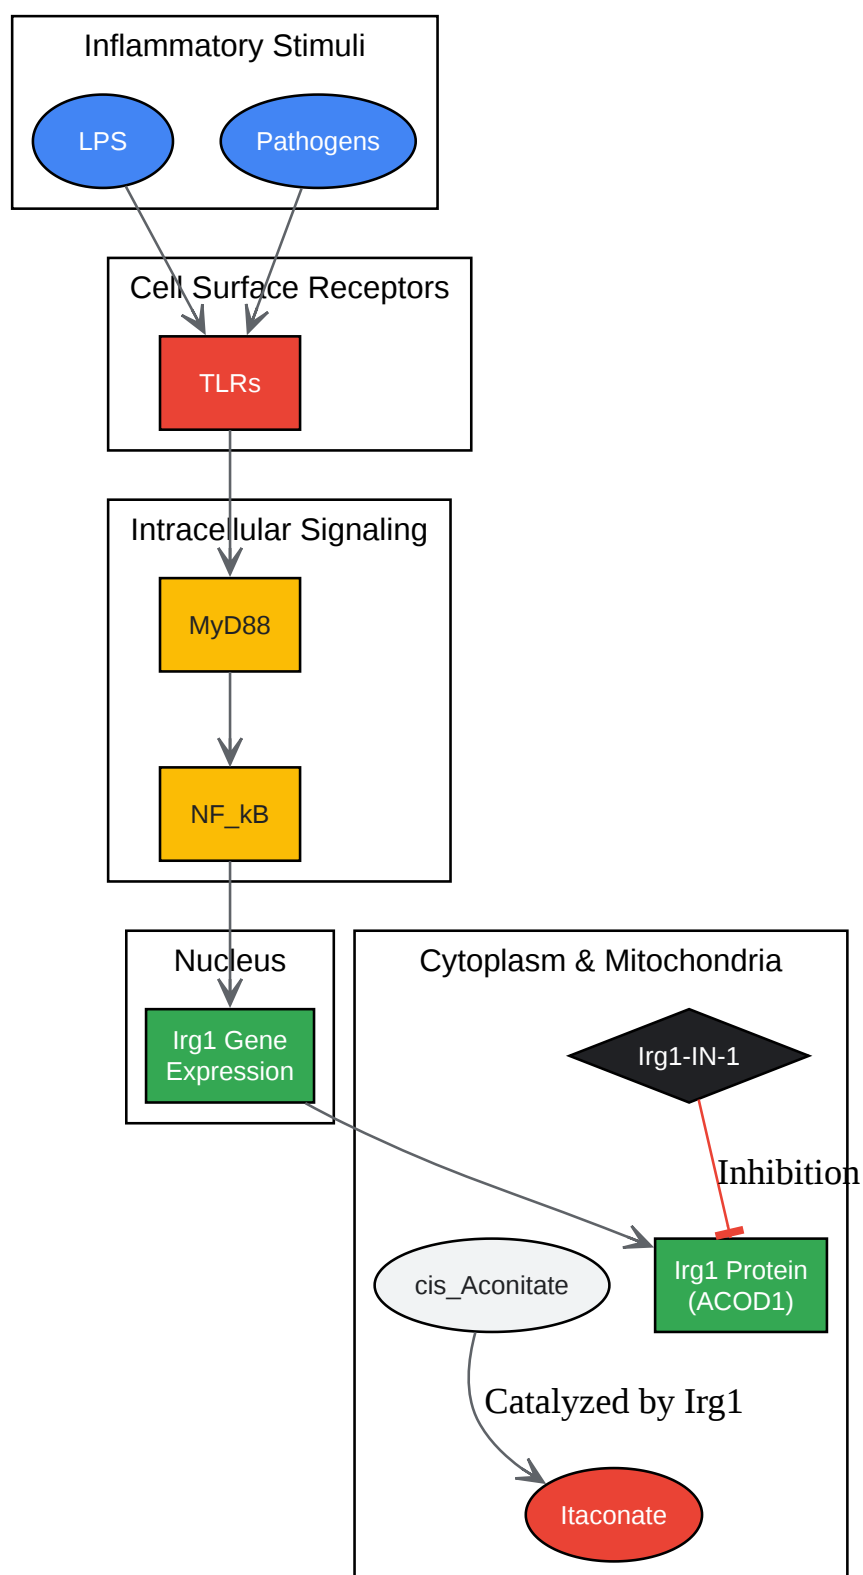 Inflammatory Stimuli
LPS
Pathogens
Cell Surface Receptors
TLRs
Intracellular Signaling
MyD88
NF_kB
Nucleus
Irg1 Gene
Expression
Cytoplasm & Mitochondria
Irg1-IN-1
Inhibition
Irg1 Protein
(ACOD1)
cis_Aconitate
Catalyzed by Irg1
Itaconate